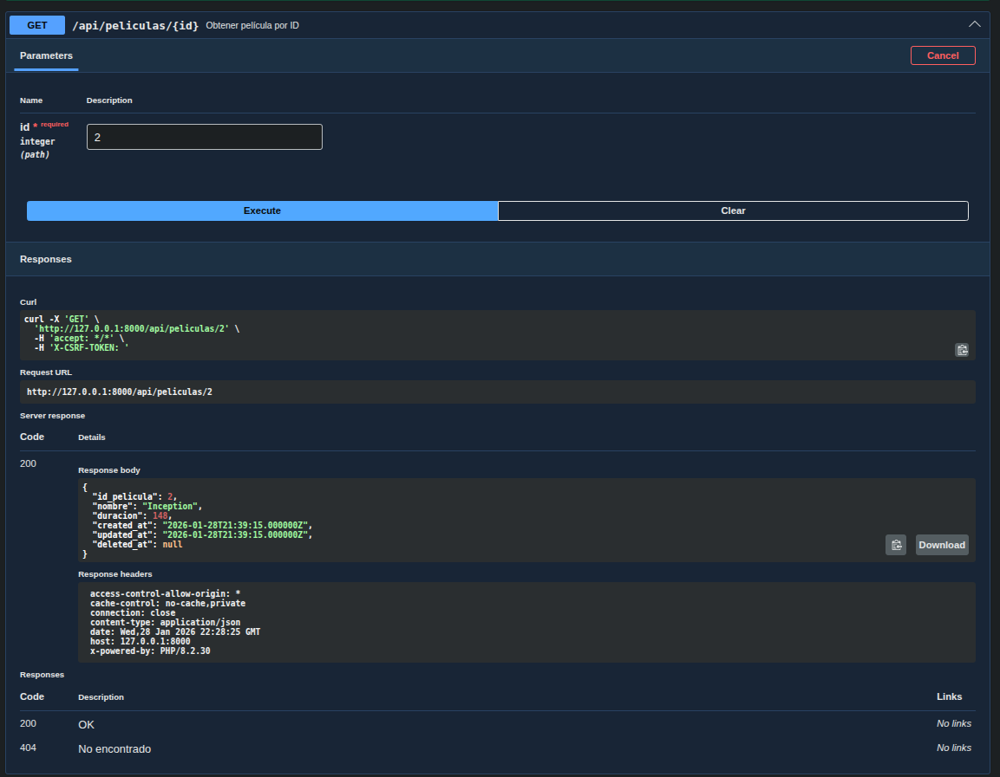 GET /api/peliculas/{id} Obtener película por ID
Parameters Cancel
Name Description
id * required 2
integer
(path)
Execute Clear
Responses
Curl
curl -X 'GET' \
  'http://127.0.0.1:8000/api/peliculas/2' \
  -H 'accept: */*' \
  -H 'X-CSRF-TOKEN: '
Request URL
http://127.0.0.1:8000/api/peliculas/2
Server response
Code Details
200
Response body
{
  "id_pelicula": 2,
  "nombre": "Inception",
  "duracion": 148,
  "created_at": "2026-01-28T21:39:15.000000Z",
  "updated_at": "2026-01-28T21:39:15.000000Z",
  "deleted_at": null
}
Download
Response headers
access-control-allow-origin: *
cache-control: no-cache,private
connection: close
content-type: application/json
date: Wed,28 Jan 2026 22:28:25 GMT
host: 127.0.0.1:8000
x-powered-by: PHP/8.2.30
Responses
Code Description Links
200 OK No links
404 No encontrado No links